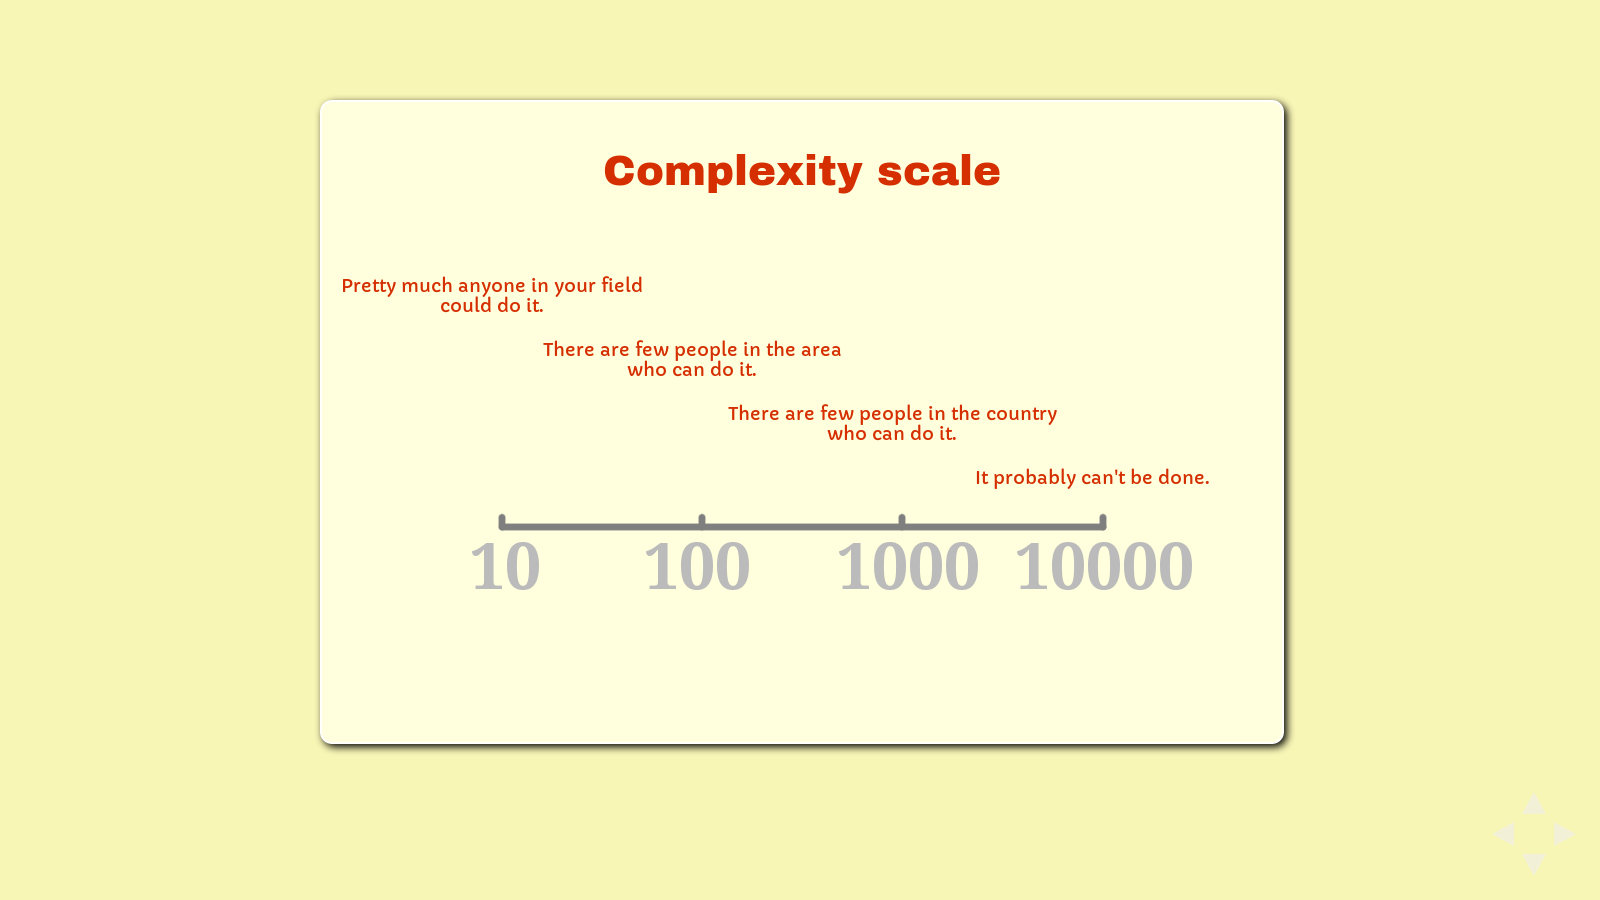 Complexity scale
Pretty much anyone in your field
could do it.
There are few people in the area
who can do it.
There are few people in the country
who can do it.
It probably can't be done.
10 100 1000 10000